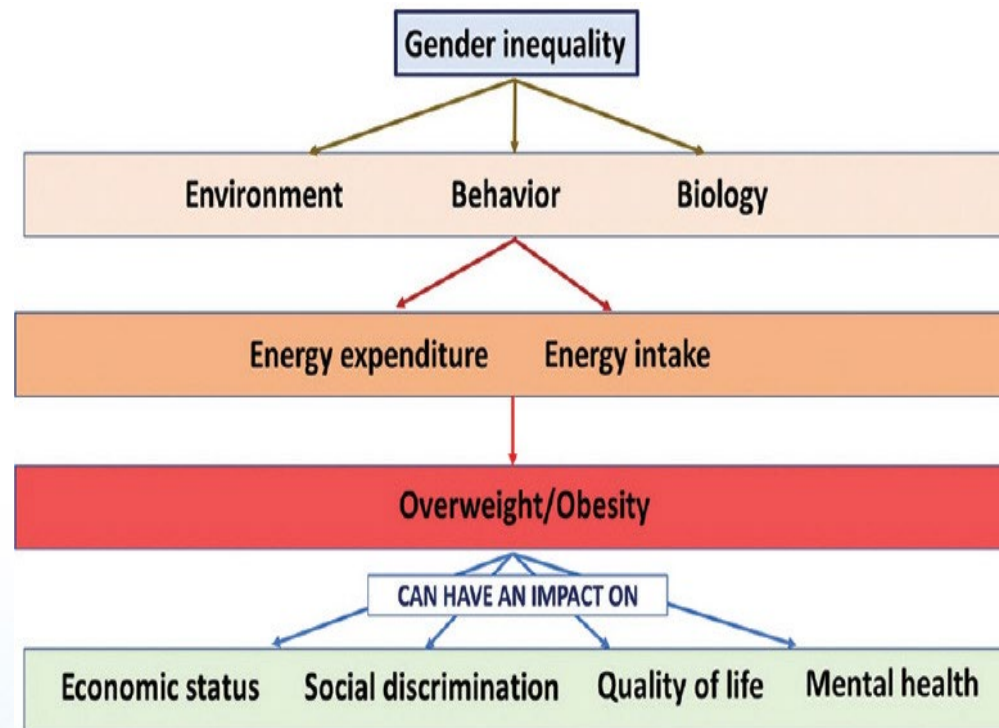 Gender inequality
Environment Behavior Biology
Energy expenditure Energy intake
Overweight/Obesity
CAN HAVE AN IMPACT ON
Economic status Social discrimination Quality of life Mental health